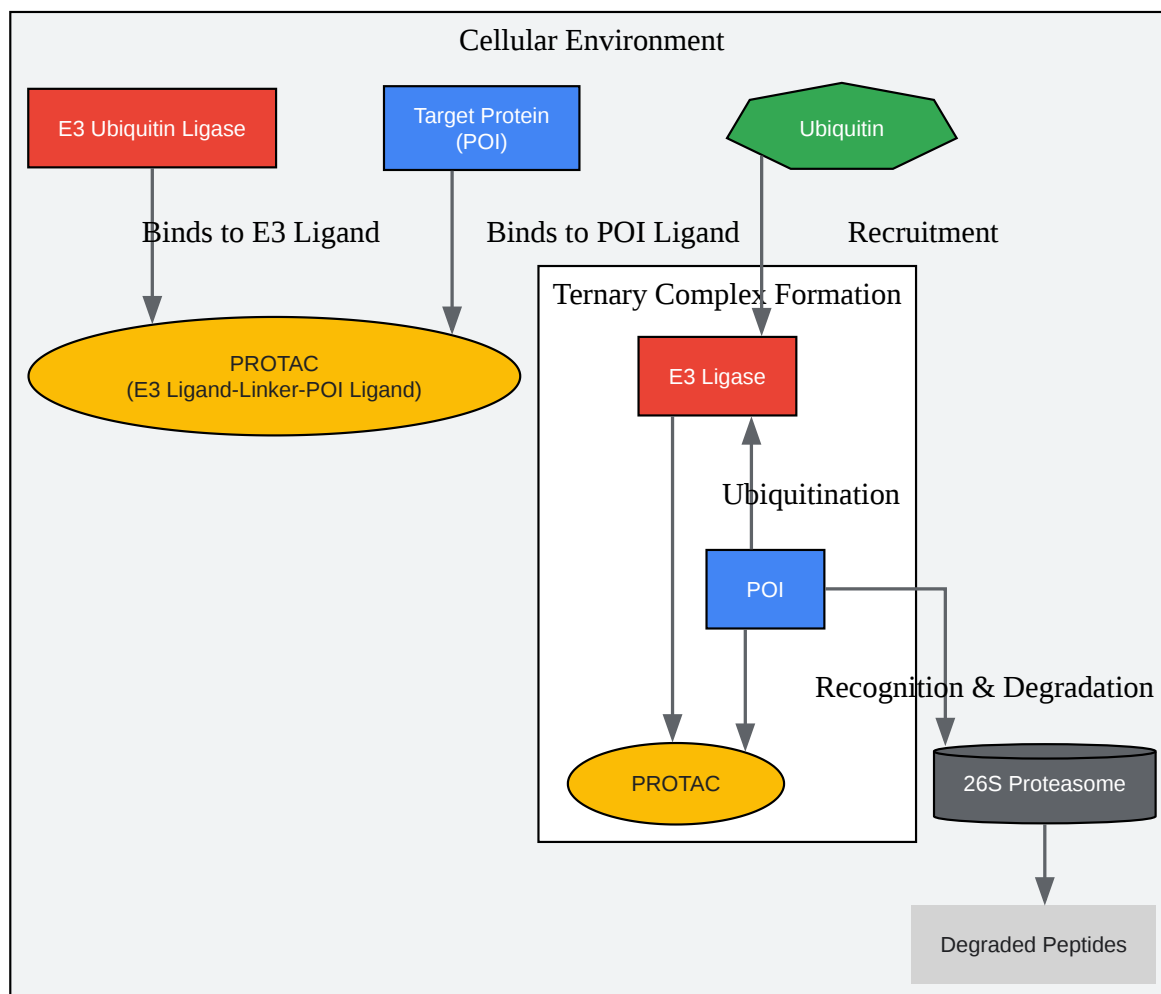 Cellular Environment
E3 Ubiquitin Ligase
Target Protein
(POI)
Ubiquitin
Binds to E3 Ligand
Binds to POI Ligand
Recruitment
Ternary Complex Formation
PROTAC
(E3 Ligand-Linker-POI Ligand)
E3 Ligase
Ubiquitination
POI
Recognition & Degradation
PROTAC
26S Proteasome
Degraded Peptides